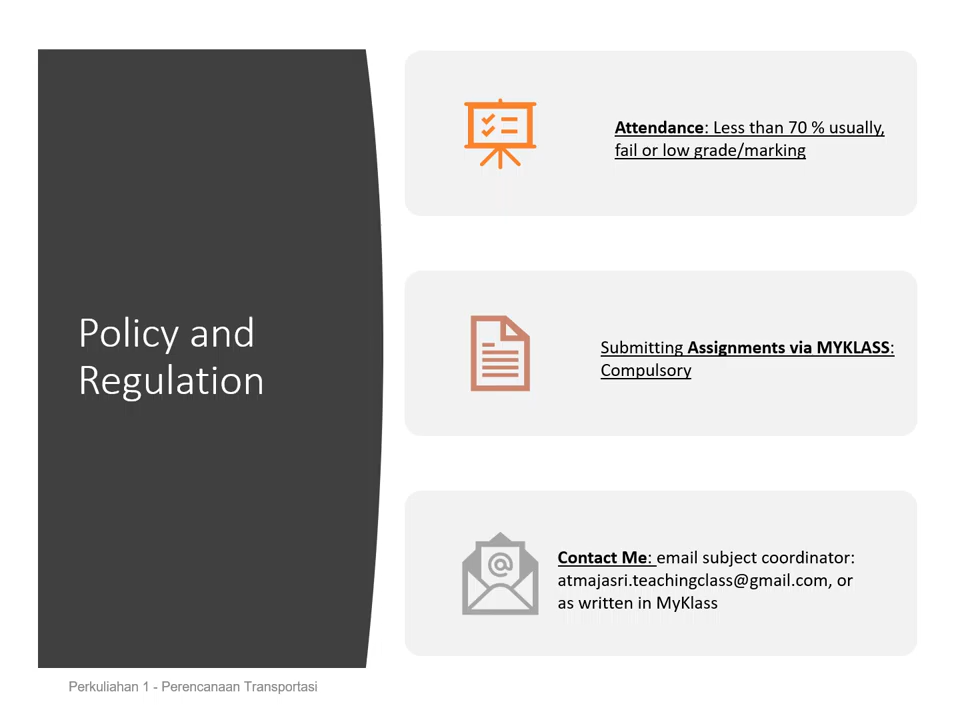 Policy and
Regulation
Attendance: Less than 70 % usually,
fail or low grade/marking
Submitting Assignments via MYKLASS:
Compulsory
Contact Me: email subject coordinator:
atmajasri.teachingclass@gmail.com, or
as written in MyKlass
Perkuliahan 1 - Perencanaan Transportasi